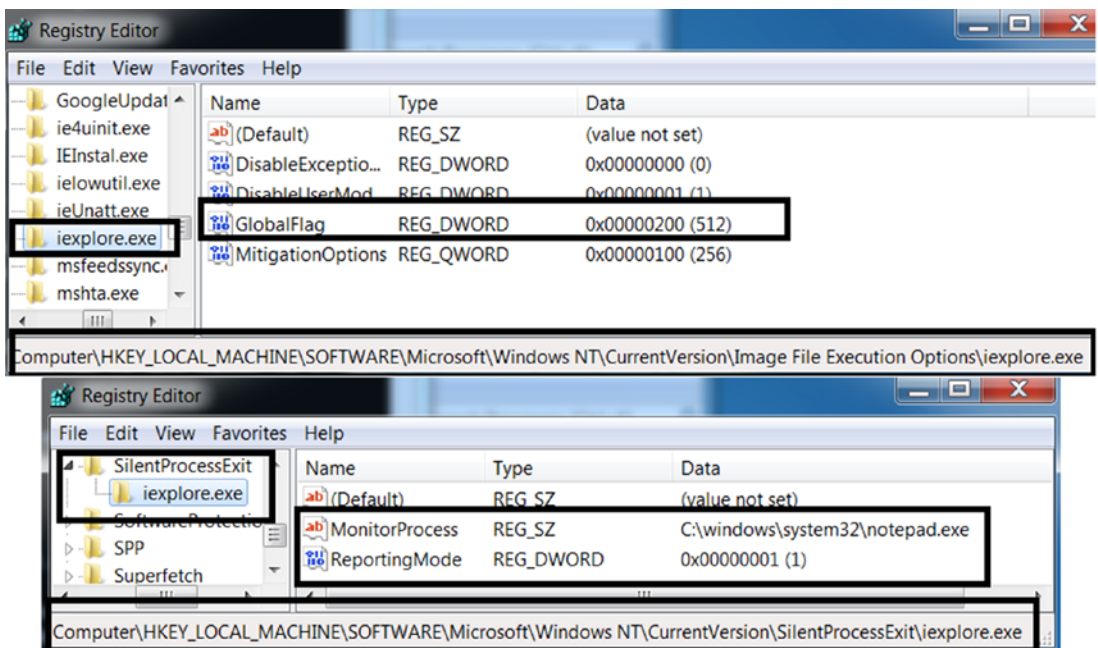 Registry Editor
File Edit View Favorites Help
GoogleUpdat
ie4uinit.exe
IEInstal.exe
ielowutil.exe
ieUnatt.exe
iexplore.exe
msfeedssync.
mshta.exe
Name Type Data
(Default) REG_SZ (value not set)
DisableExceptio... REG_DWORD 0x00000000 (0)
DisableUserMod REG_DWORD 0x00000001 (1)
GlobalFlag REG_DWORD 0x00000200 (512)
MitigationOptions REG_QWORD 0x00000100 (256)
Computer\HKEY_LOCAL_MACHINE\SOFTWARE\Microsoft\Windows NT\CurrentVersion\Image File Execution Options\iexplore.exe
Registry Editor
File Edit View Favorites Help
SilentProcessExit
iexplore.exe
SoftwareProtectio
SPP
Superfetch
Name Type Data
(Default) REG_SZ (value not set)
MonitorProcess REG_SZ C:\windows\system32\notepad.exe
ReportingMode REG_DWORD 0x00000001 (1)
Computer\HKEY_LOCAL_MACHINE\SOFTWARE\Microsoft\Windows NT\CurrentVersion\SilentProcessExit\iexplore.exe